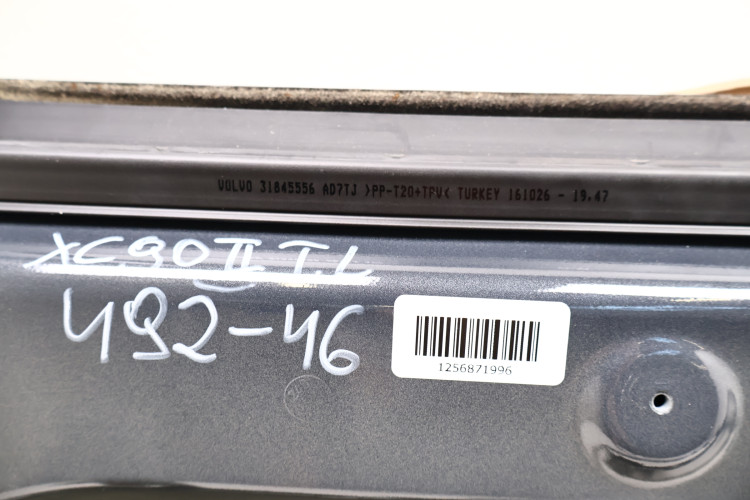 VOLVO 31845556 AD7TJ >PP-T20+TPV< TURKEY 161026 - 19.47
XC90 II T.L
492-46
1256871996